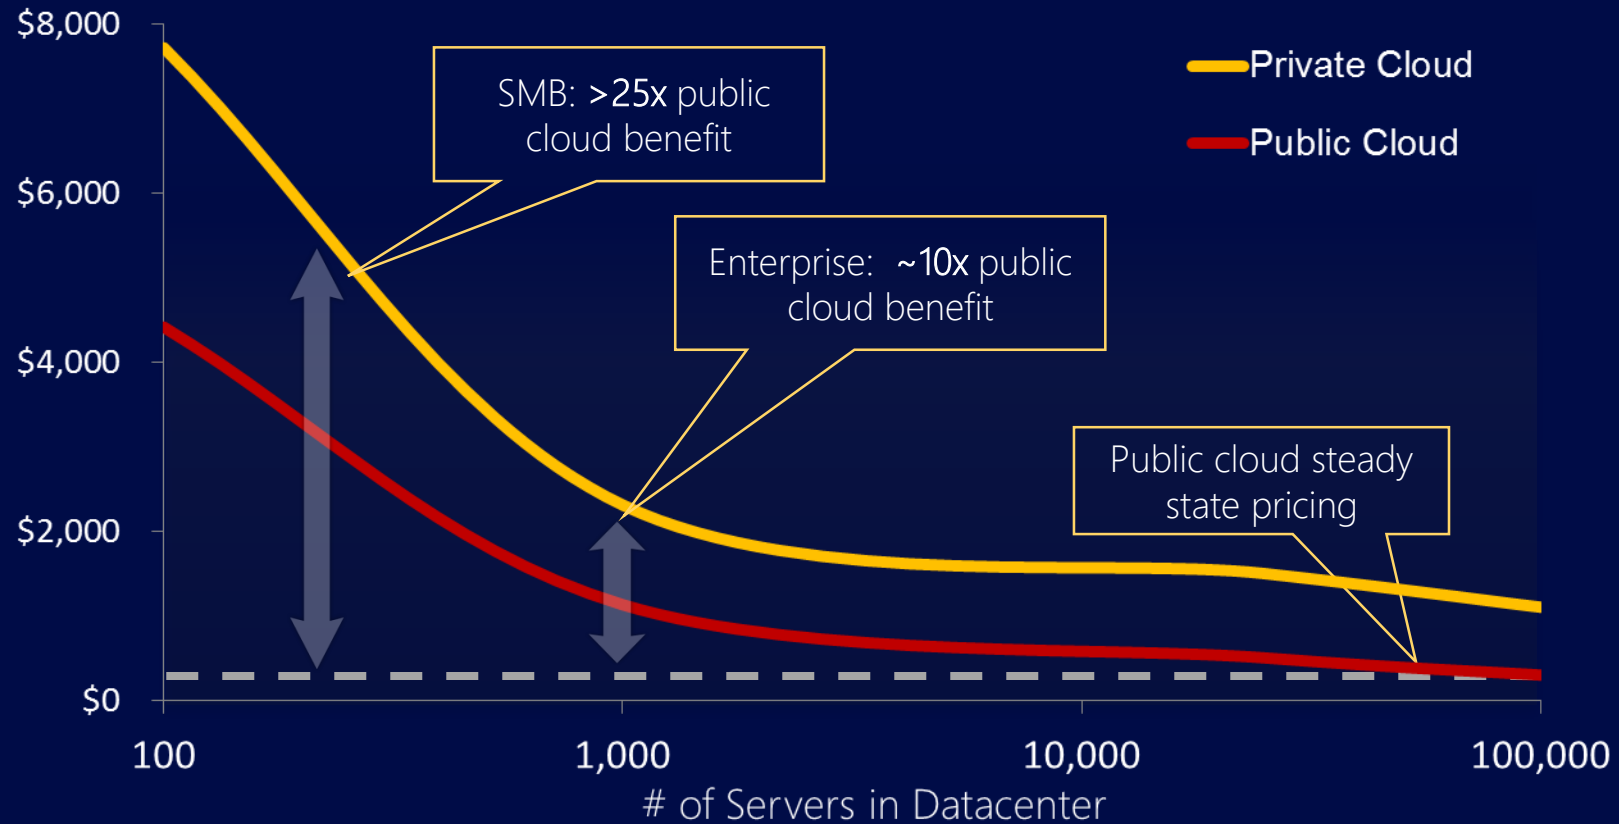 $8,000
$6,000
$4,000
$2,000
$0
SMB: >25x public
cloud benefit
Enterprise: ~10x public
cloud benefit
Public cloud steady
state pricing
Private Cloud
Public Cloud
100
1,000
10,000
100,000
# of Servers in Datacenter